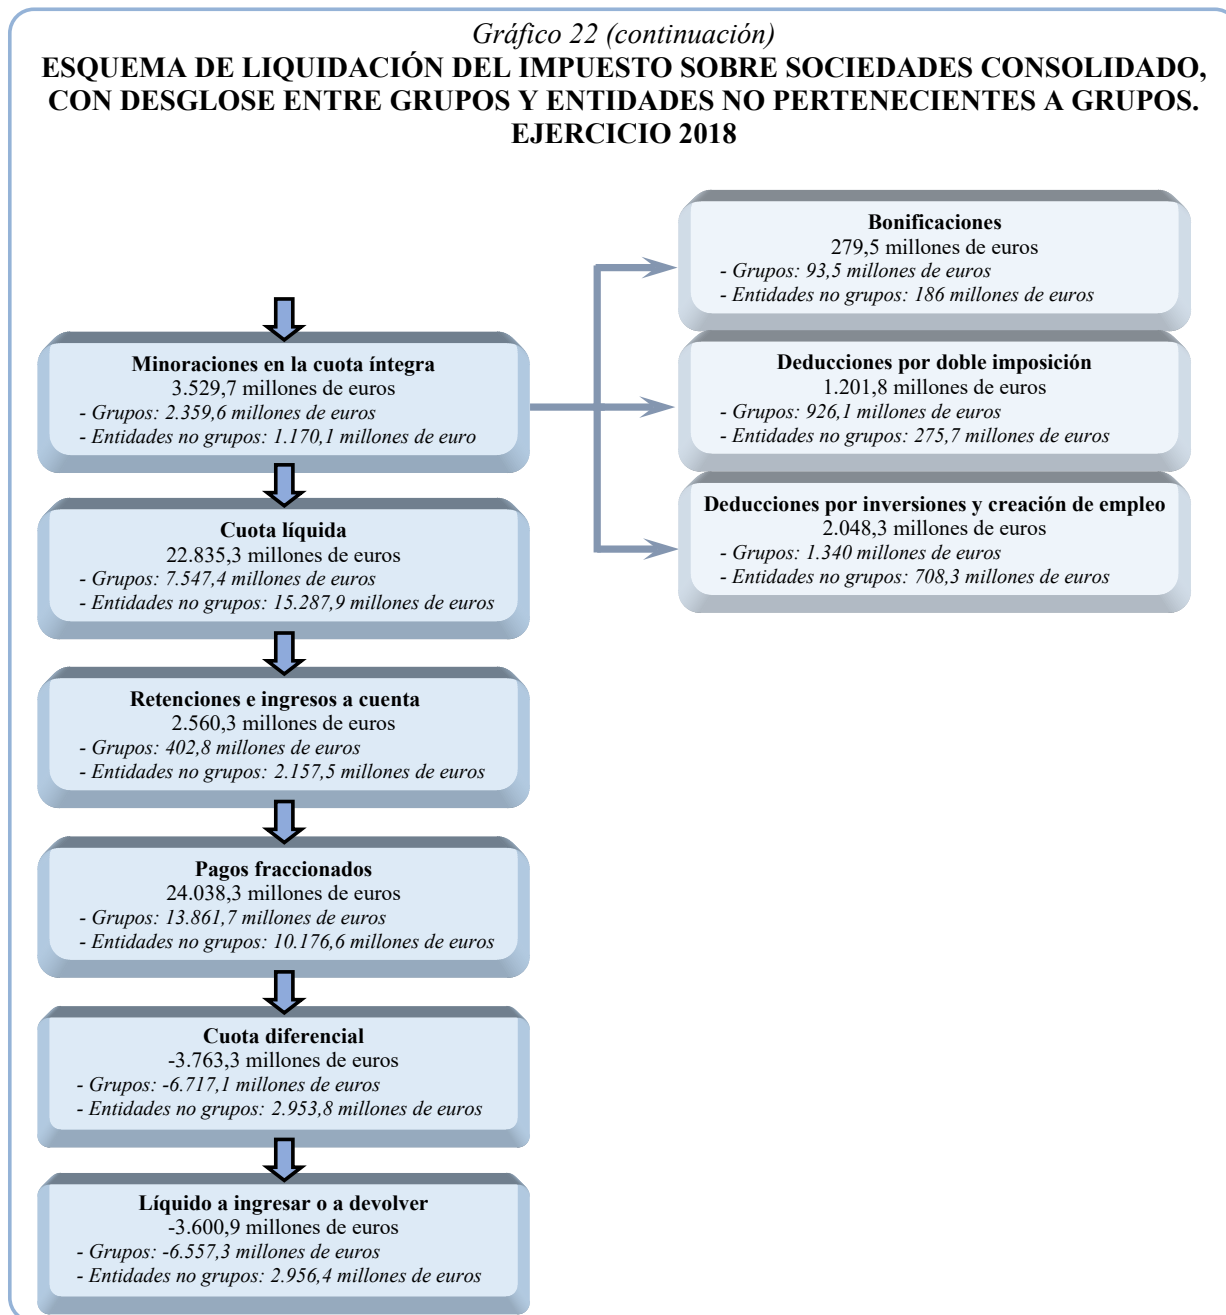 Gráfico 22 (continuación)
ESQUEMA DE LIQUIDACIÓN DEL IMPUESTO SOBRE SOCIEDADES CONSOLIDADO,
CON DESGLOSE ENTRE GRUPOS Y ENTIDADES NO PERTENECIENTES A GRUPOS.
EJERCICIO 2018
Minoraciones en la cuota íntegra
3.529,7 millones de euros
- Grupos: 2.359,6 millones de euros
- Entidades no grupos: 1.170,1 millones de euro
Bonificaciones
279,5 millones de euros
- Grupos: 93,5 millones de euros
- Entidades no grupos: 186 millones de euros
Deducciones por doble imposición
1.201,8 millones de euros
- Grupos: 926,1 millones de euros
- Entidades no grupos: 275,7 millones de euros
Deducciones por inversiones y creación de empleo
2.048,3 millones de euros
- Grupos: 1.340 millones de euros
- Entidades no grupos: 708,3 millones de euros
Cuota líquida
22.835,3 millones de euros
- Grupos: 7.547,4 millones de euros
- Entidades no grupos: 15.287,9 millones de euros
Retenciones e ingresos a cuenta
2.560,3 millones de euros
- Grupos: 402,8 millones de euros
- Entidades no grupos: 2.157,5 millones de euros
Pagos fraccionados
24.038,3 millones de euros
- Grupos: 13.861,7 millones de euros
- Entidades no grupos: 10.176,6 millones de euros
Cuota diferencial
-3.763,3 millones de euros
- Grupos: -6.717,1 millones de euros
- Entidades no grupos: 2.953,8 millones de euros
Líquido a ingresar o a devolver
-3.600,9 millones de euros
- Grupos: -6.557,3 millones de euros
- Entidades no grupos: 2.956,4 millones de euros